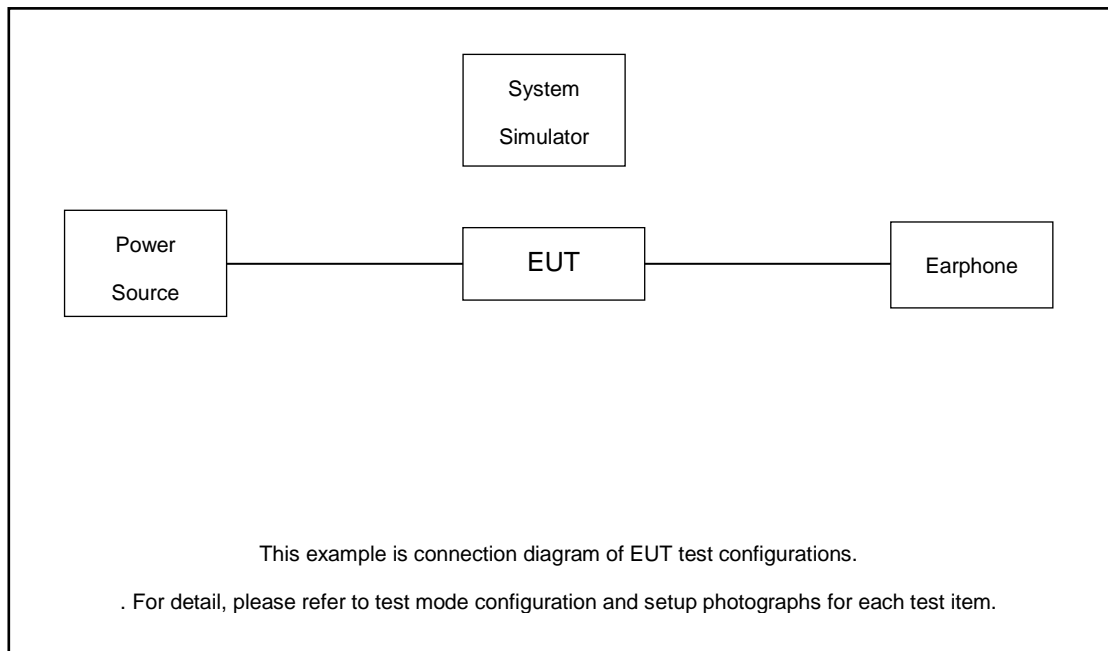 System
Simulator
Power
Source
EUT
Earphone
This example is connection diagram of EUT test configurations.
. For detail, please refer to test mode configuration and setup photographs for each test item.